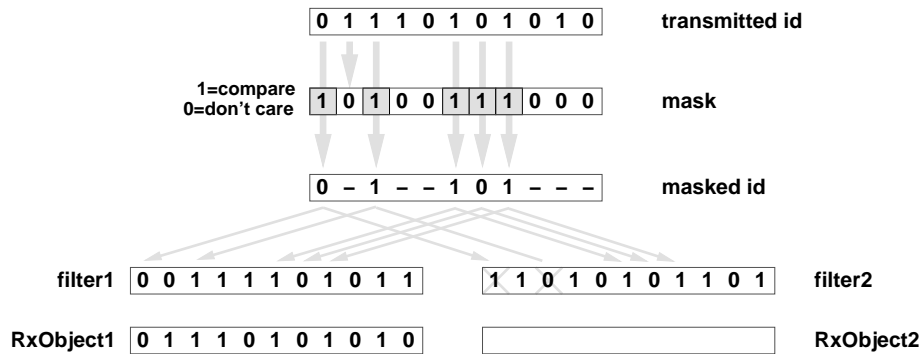 0 1 1 1 0 1 0 1 0 1 0 transmitted id
1=compare
0=don't care
1 0 1 0 0 1 1 1 0 0 0 mask
0 – 1 – – 1 0 1 – – – masked id
filter1 0 0 1 1 1 1 0 1 0 1 1 1 1 0 1 0 1 0 1 1 0 1 filter2
RxObject1 0 1 1 1 0 1 0 1 0 1 0 RxObject2